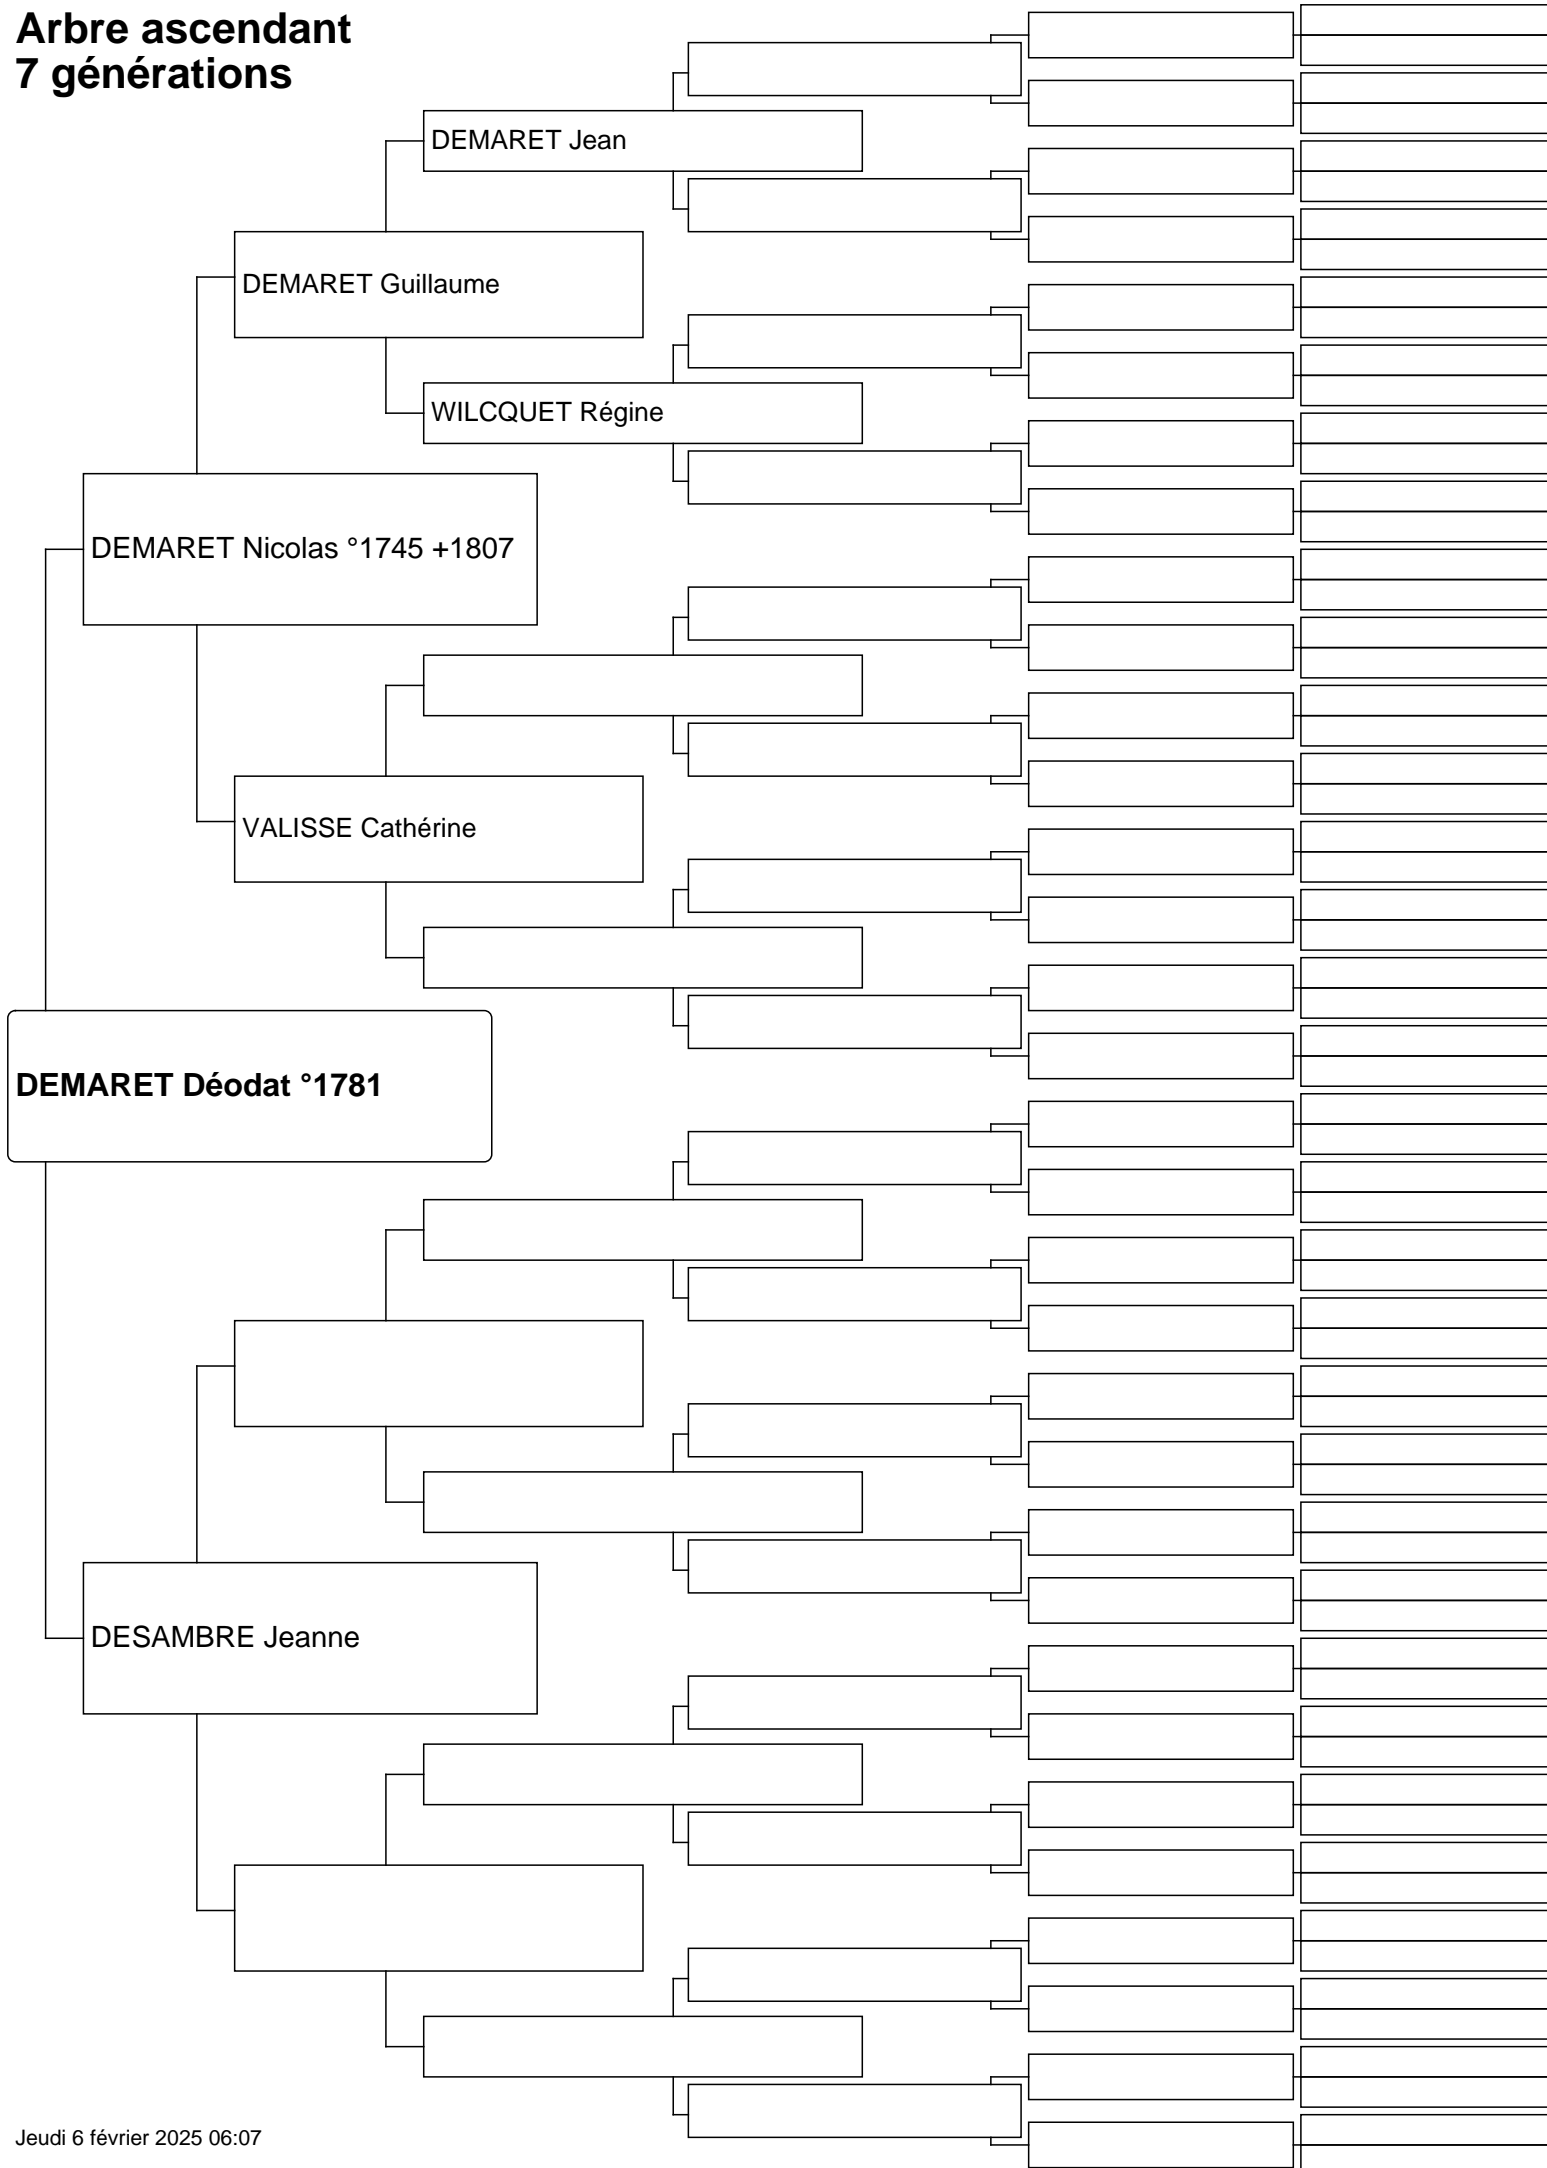 Arbre ascendant
7 générations
DEMARET Jean
DEMARET Guillaume
WILCQUET Régine
DEMARET Nicolas °1745 +1807
VALISSE Cathérine
DEMARET Déodat °1781
DESAMBRE Jeanne
Jeudi 6 février 2025 06:07